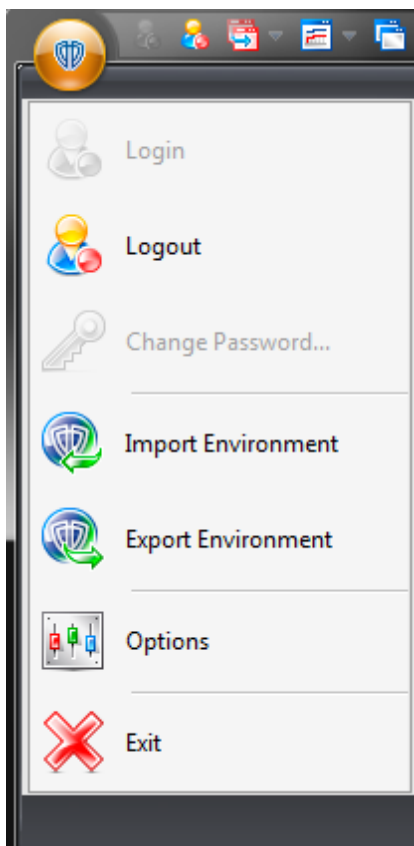 Login
Logout
Change Password...
Import Environment
Export Environment
Options
Exit